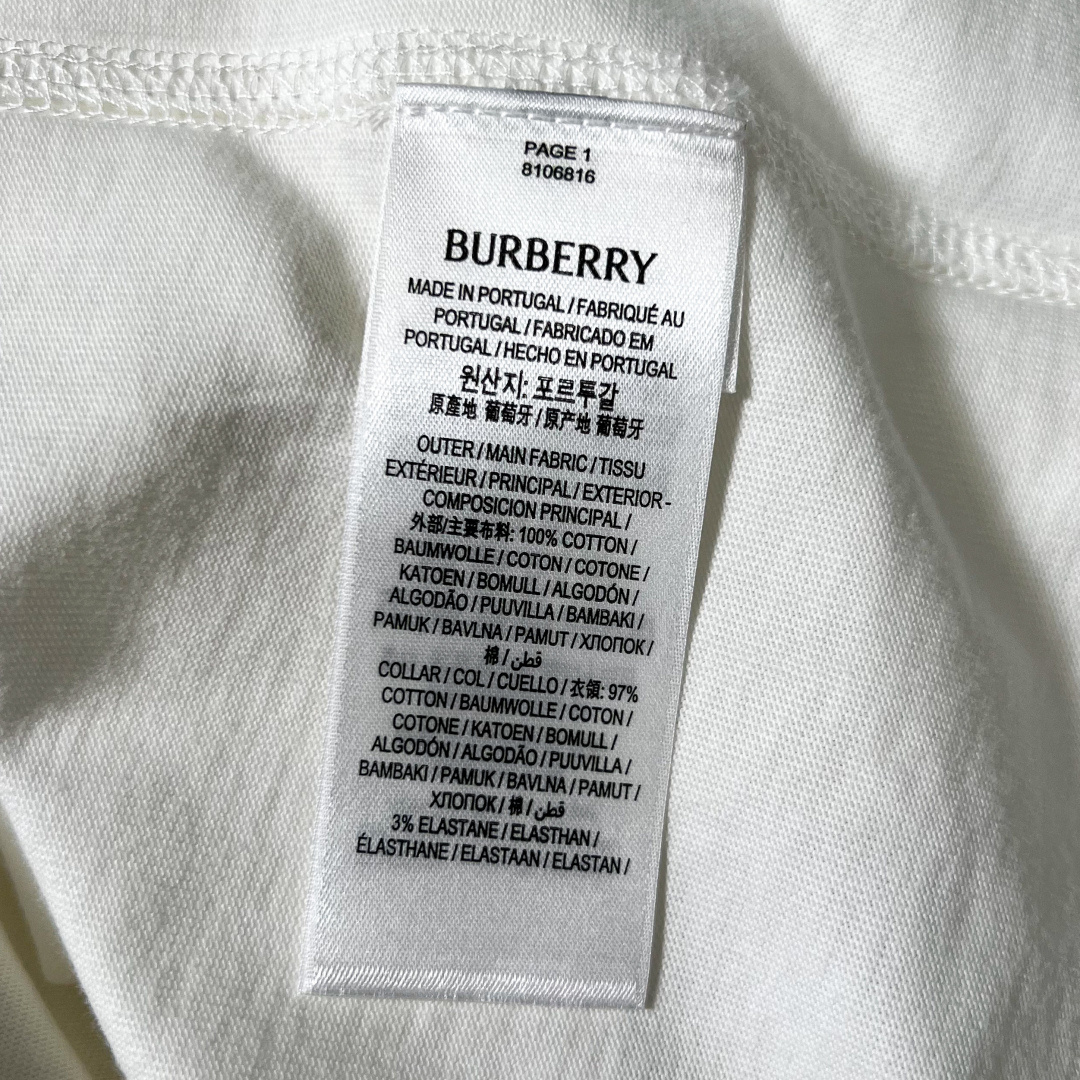 PAGE 1
8106816
BURBERRY
MADE IN PORTUGAL / FABRIQUÉ AU
PORTUGAL / FABRICADO EM
PORTUGAL / HECHO EN PORTUGAL
원산지: 포르투갈
原產地 葡萄牙 / 原产地 葡萄牙
OUTER / MAIN FABRIC / TISSU
EXTÉRIEUR / PRINCIPAL / EXTERIOR -
COMPOSICION PRINCIPAL /
外部/主要布料: 100% COTTON /
BAUMWOLLE / COTON / COTONE /
KATOEN / BOMULL / ALGODÓN /
ALGODÃO / PUUVILLA / BAMBAKI /
PAMUK / BAVLNA / PAMUT / ХЛОПОК /
棉 / قطن
COLLAR / COL / CUELLO / 衣領: 97%
COTTON / BAUMWOLLE / COTON /
COTONE / KATOEN / BOMULL /
ALGODÓN / ALGODÃO / PUUVILLA /
BAMBAKI / PAMUK / BAVLNA / PAMUT /
ХЛОПОК / 棉 / قطن
3% ELASTANE / ELASTHAN /
ÉLASTHANE / ELASTAAN / ELASTAN /